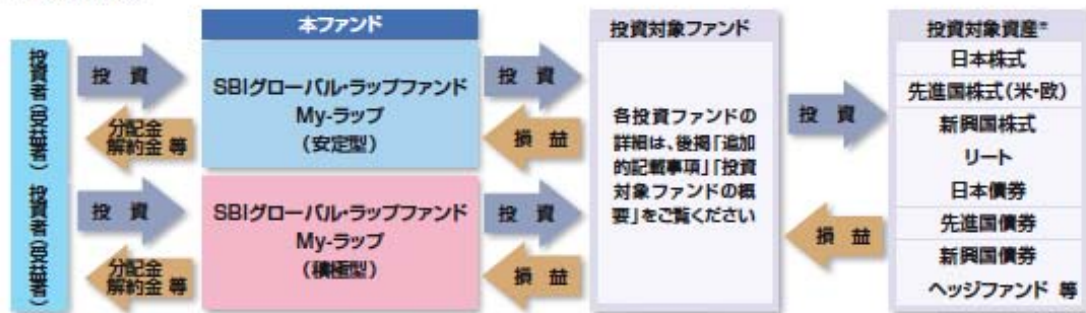 投資者(受益者)
投資者(受益者)
投　資
分配金
解約金 等
投　資
分配金
解約金 等
本ファンド
SBIグローバル・ラップファンド
My-ラップ
(安定型)
SBIグローバル・ラップファンド
My-ラップ
(積極型)
投　資
損　益
投　資
損　益
投資対象ファンド
各投資ファンドの
詳細は、後掲「追加
的記載事項」「投資
対象ファンドの概
要」をご覧ください
投　資
損　益
投資対象資産※
日本株式
先進国株式(米・欧)
新興国株式
リート
日本債券
先進国債券
新興国債券
ヘッジファンド 等